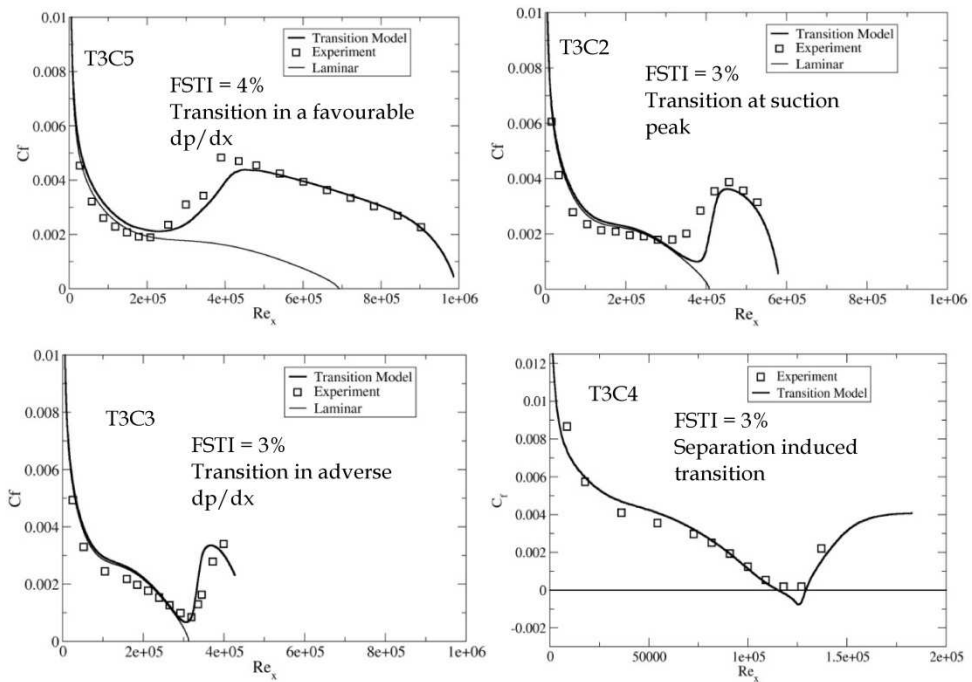 0.01
T3C5
Transition Model
Experiment
Laminar
FSTI = 4%
Transition in a favourable
dp/dx
0.008
0.006
Cf
0.004
0.002
0
0 2e+05 4e+05 6e+05 8e+05 1e+06
Re_x
0.01
T3C2
Transition Model
Experiment
Laminar
FSTI = 3%
Transition at suction
peak
0.008
0.006
Cf
0.004
0.002
0
0 2e+05 4e+05 6e+05 8e+05 1e+06
Re_x
0.01
T3C3
Transition Model
Experiment
Laminar
FSTI = 3%
Transition in adverse
dp/dx
0.008
0.006
Cf
0.004
0.002
0
0 2e+05 4e+05 6e+05 8e+05 1e+06
Re_x
0.012
T3C4
Experiment
Transition Model
FSTI = 3%
Separation induced
transition
0.01
0.008
0.006
C_f
0.004
0.002
0
-0.002
0 50000 1e+05 1.5e+05 2e+05
Re_x